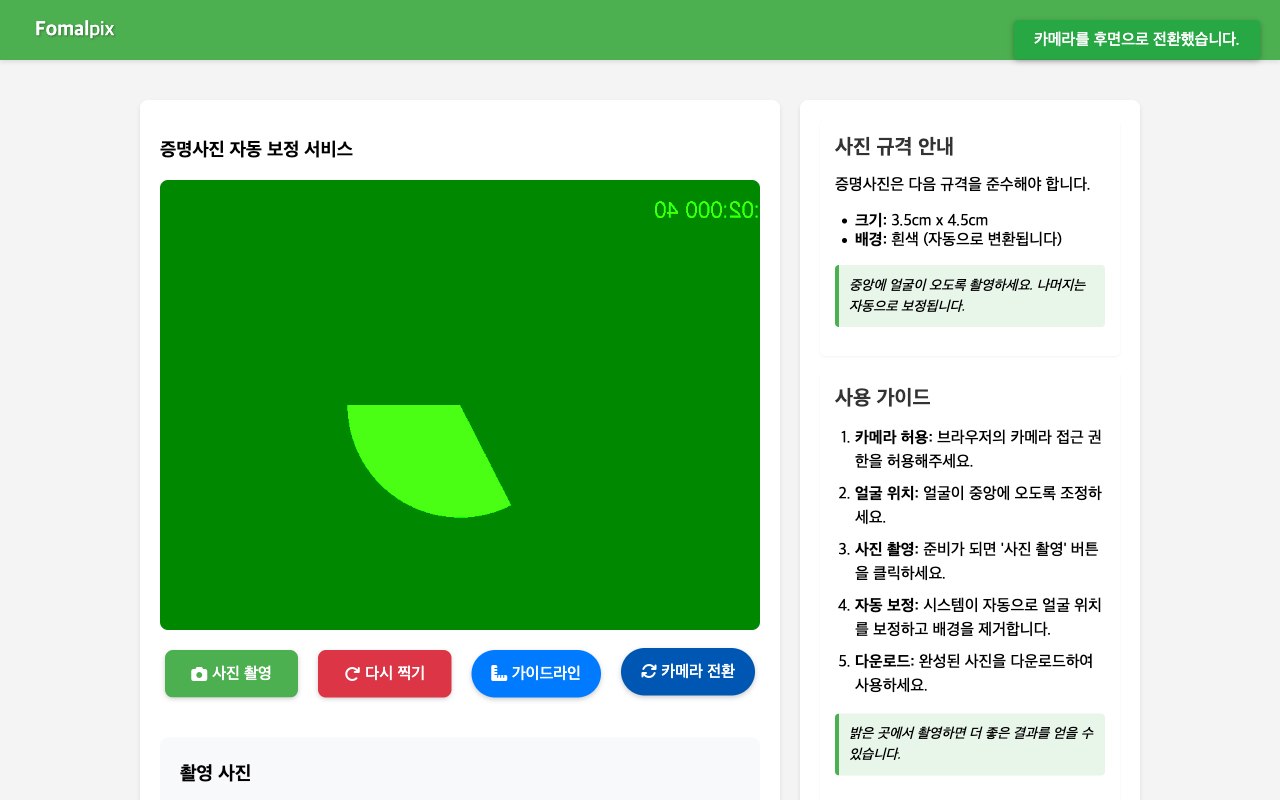 Fomalpix
카메라를 후면으로 전환했습니다.
증명사진 자동 보정 서비스
:02:000 40
사진 촬영
다시 찍기
가이드라인
카메라 전환
촬영 사진
사진 규격 안내
증명사진은 다음 규격을 준수해야 합니다.
크기: 3.5cm x 4.5cm
배경: 흰색 (자동으로 변환됩니다)
중앙에 얼굴이 오도록 촬영하세요. 나머지는
자동으로 보정됩니다.
사용 가이드
1. 카메라 허용: 브라우저의 카메라 접근 권
한을 허용해주세요.
2. 얼굴 위치: 얼굴이 중앙에 오도록 조정하
세요.
3. 사진 촬영: 준비가 되면 '사진 촬영' 버튼
을 클릭하세요.
4. 자동 보정: 시스템이 자동으로 얼굴 위치
를 보정하고 배경을 제거합니다.
5. 다운로드: 완성된 사진을 다운로드하여
사용하세요.
밝은 곳에서 촬영하면 더 좋은 결과를 얻을 수
있습니다.